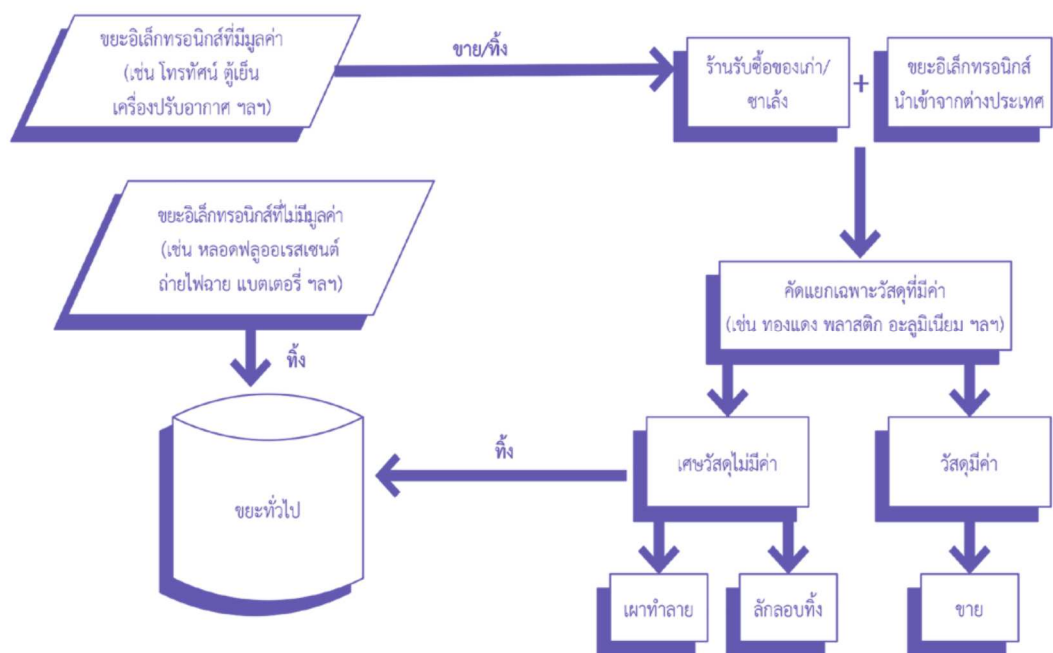 ขยะอิเล็กทรอนิกส์ที่มีมูลค่า
(เช่น โทรทัศน์ ตู้เย็น
เครื่องปรับอากาศ ฯลฯ)
ขาย/ทิ้ง
ร้านรับซื้อของเก่า/
ซาเล้ง
+
ขยะอิเล็กทรอนิกส์
นำเข้าจากต่างประเทศ
ขยะอิเล็กทรอนิกส์ที่ไม่มีมูลค่า
(เช่น หลอดฟลูออเรสเซนต์
ถ่ายไฟฉาย แบตเตอรี่ ฯลฯ)
คัดแยกเฉพาะวัสดุที่มีค่า
(เช่น ทองแดง พลาสติก อะลูมิเนียม ฯลฯ)
ทิ้ง
ทิ้ง
เศษวัสดุไม่มีค่า
วัสดุมีค่า
ขยะทั่วไป
เผาทำลาย
ลักลอบทิ้ง
ขาย